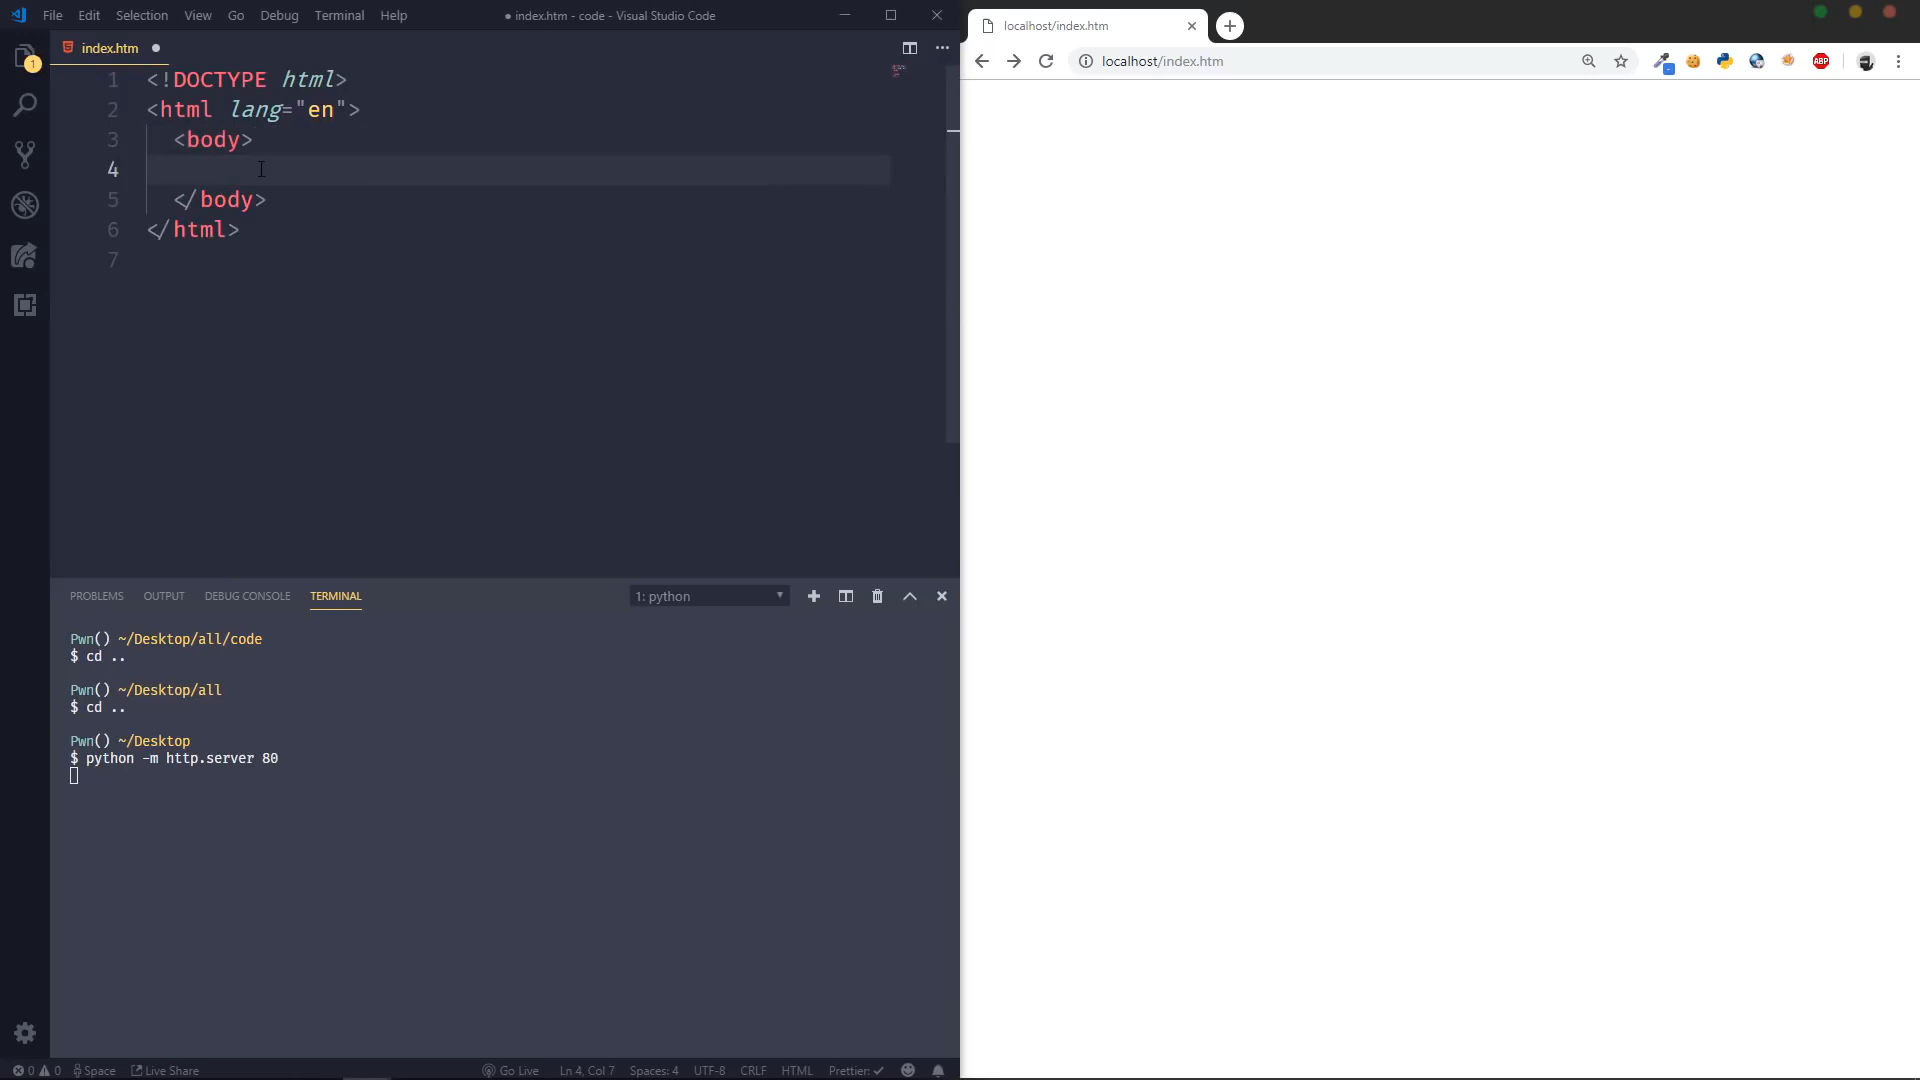 File Edit Selection View Go Debug Terminal Help
● index.htm - code - Visual Studio Code
index.htm
1 <!DOCTYPE html>
2 <html lang="en">
3 <body>
4
5 </body>
6 </html>
7
PROBLEMS OUTPUT DEBUG CONSOLE TERMINAL
1: python
Pwn() ~/Desktop/all/code
$ cd ..
Pwn() ~/Desktop/all
$ cd ..
Pwn() ~/Desktop
$ python -m http.server 80
0 0 Space Live Share Go Live Ln 4, Col 7 Spaces: 4 UTF-8 CRLF HTML Prettier: ✓
1
localhost/index.htm
localhost/index.htm
ABP